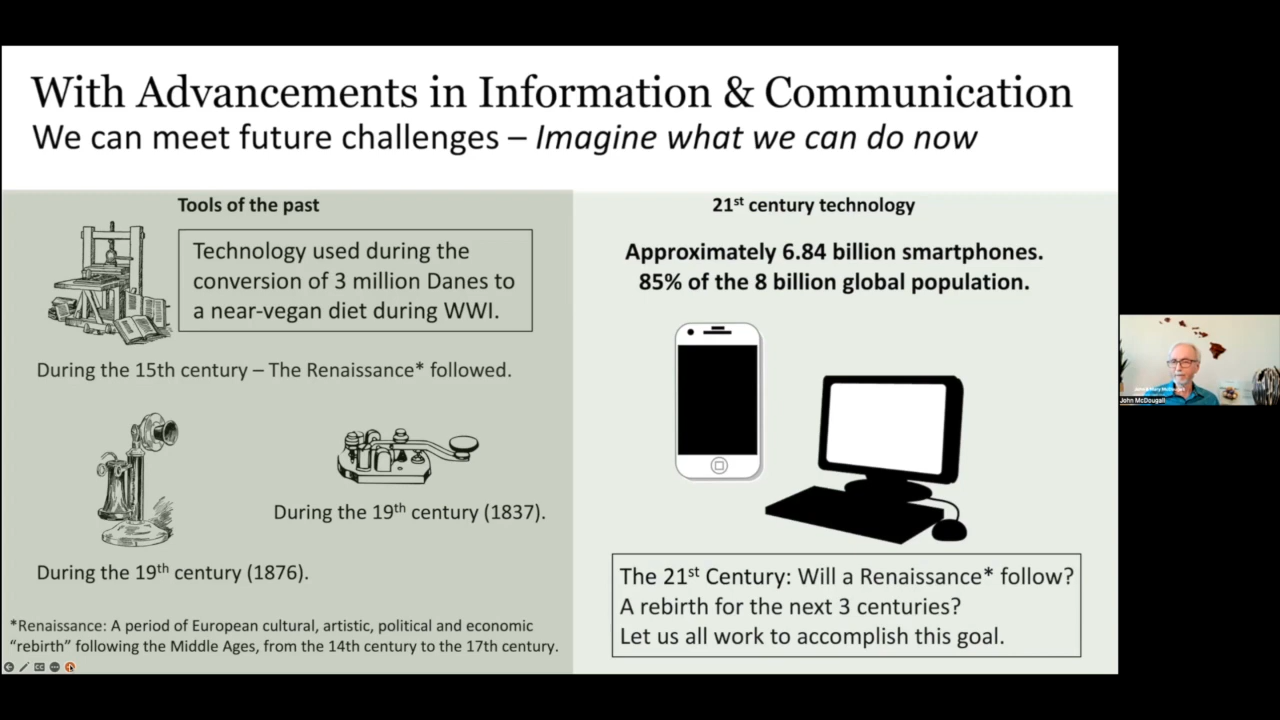 With Advancements in Information & Communication
We can meet future challenges – Imagine what we can do now
Tools of the past
Technology used during the
conversion of 3 million Danes to
a near-vegan diet during WWI.
During the 15th century – The Renaissance* followed.
During the 19th century (1837).
During the 19th century (1876).
*Renaissance: A period of European cultural, artistic, political and economic
“rebirth” following the Middle Ages, from the 14th century to the 17th century.
21st century technology
Approximately 6.84 billion smartphones.
85% of the 8 billion global population.
The 21st Century: Will a Renaissance* follow?
A rebirth for the next 3 centuries?
Let us all work to accomplish this goal.
John McDougall